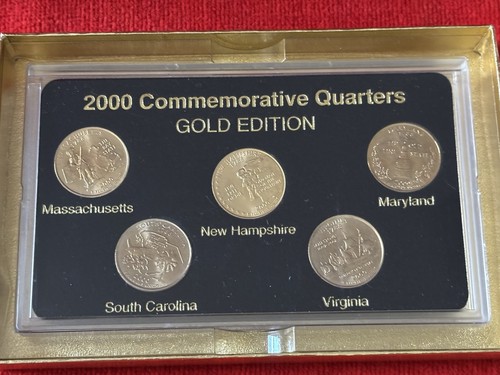 2000 Commemorative Quarters
GOLD EDITION
Massachusetts
New Hampshire
Maryland
South Carolina
Virginia